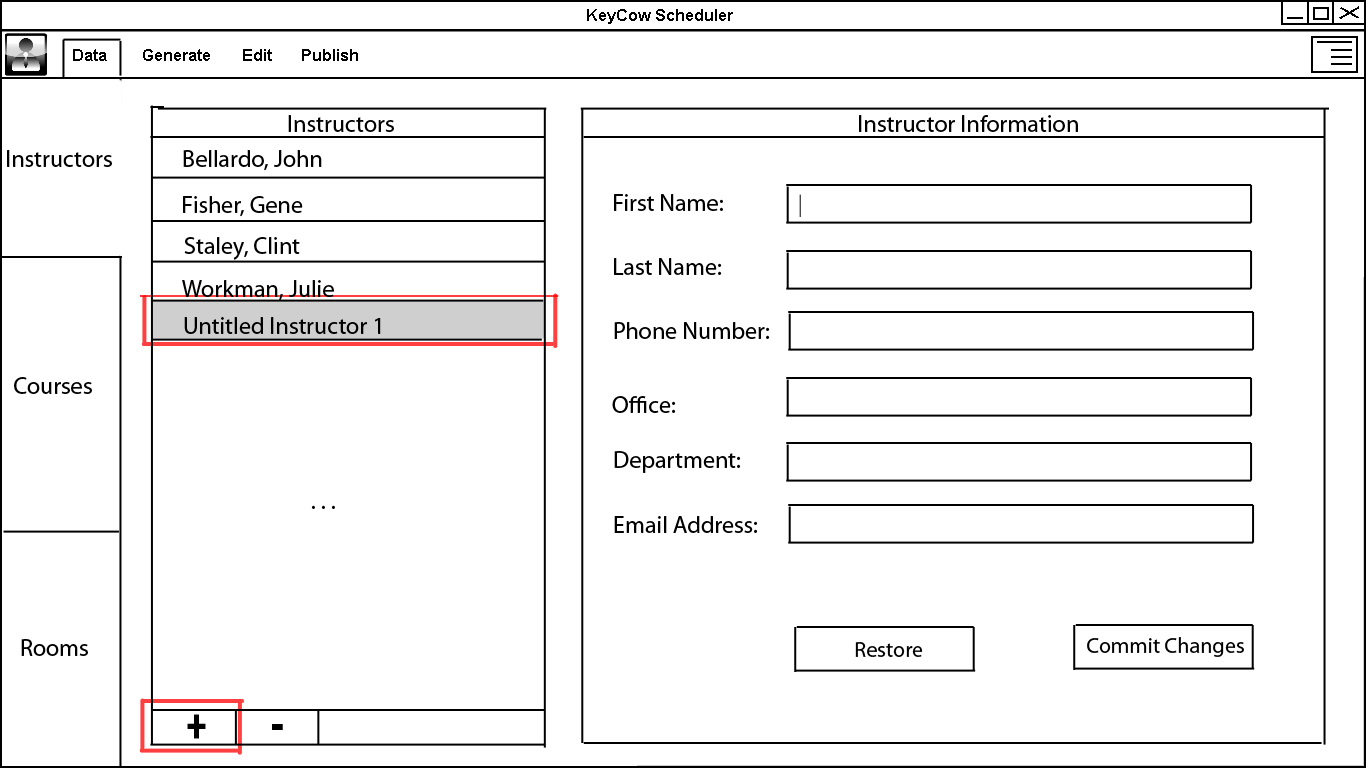 KeyCow Scheduler
Data Generate Edit Publish
Instructors
Courses
Rooms
Instructors
Bellardo, John
Fisher, Gene
Staley, Clint
Workman, Julie
Untitled Instructor 1
...
+ -
Instructor Information
First Name:
Last Name:
Phone Number:
Office:
Department:
Email Address:
Restore Commit Changes